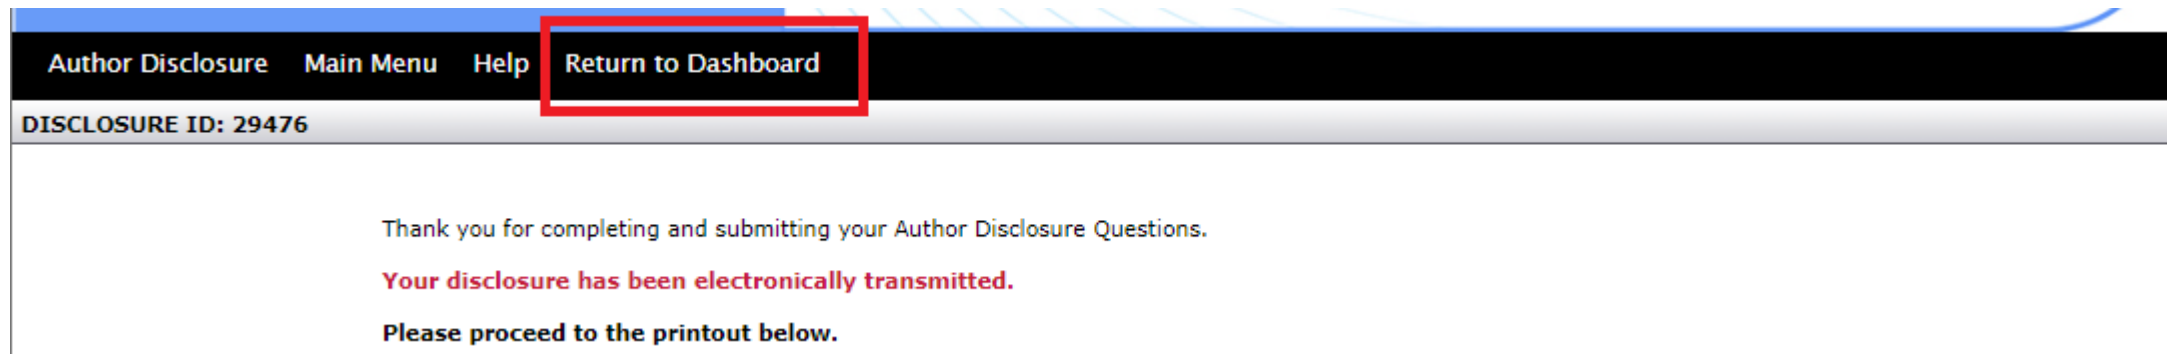 Author Disclosure Main Menu Help Return to Dashboard
DISCLOSURE ID: 29476
Thank you for completing and submitting your Author Disclosure Questions.
Your disclosure has been electronically transmitted.
Please proceed to the printout below.